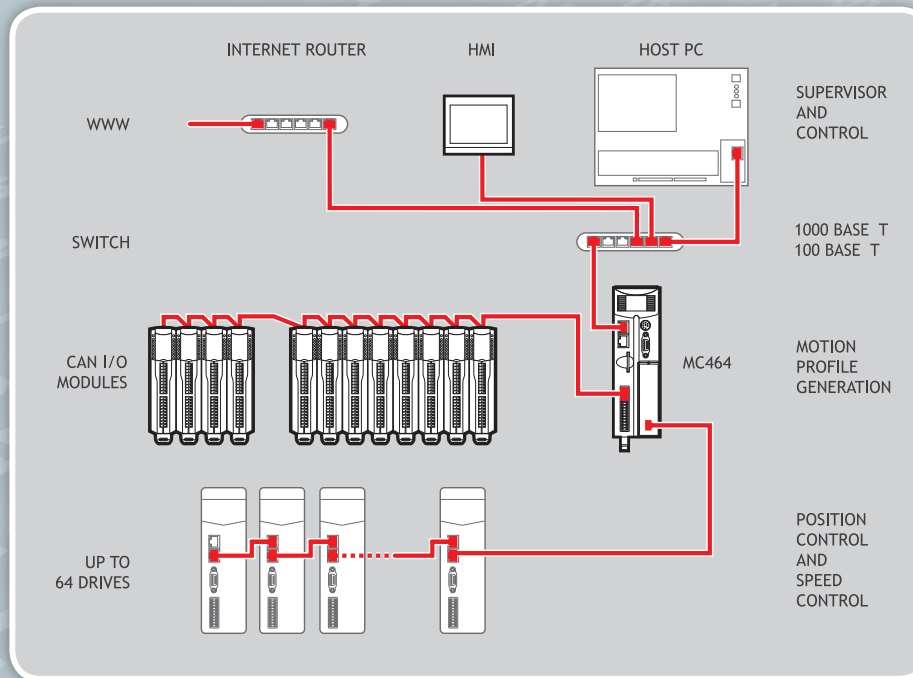 INTERNET ROUTER
HMI
HOST PC
WWW
SUPERVISOR
AND
CONTROL
SWITCH
1000 BASE T
100 BASE T
CAN I/O
MODULES
MC464
MOTION
PROFILE
GENERATION
UP TO
64 DRIVES
POSITION
CONTROL
AND
SPEED
CONTROL